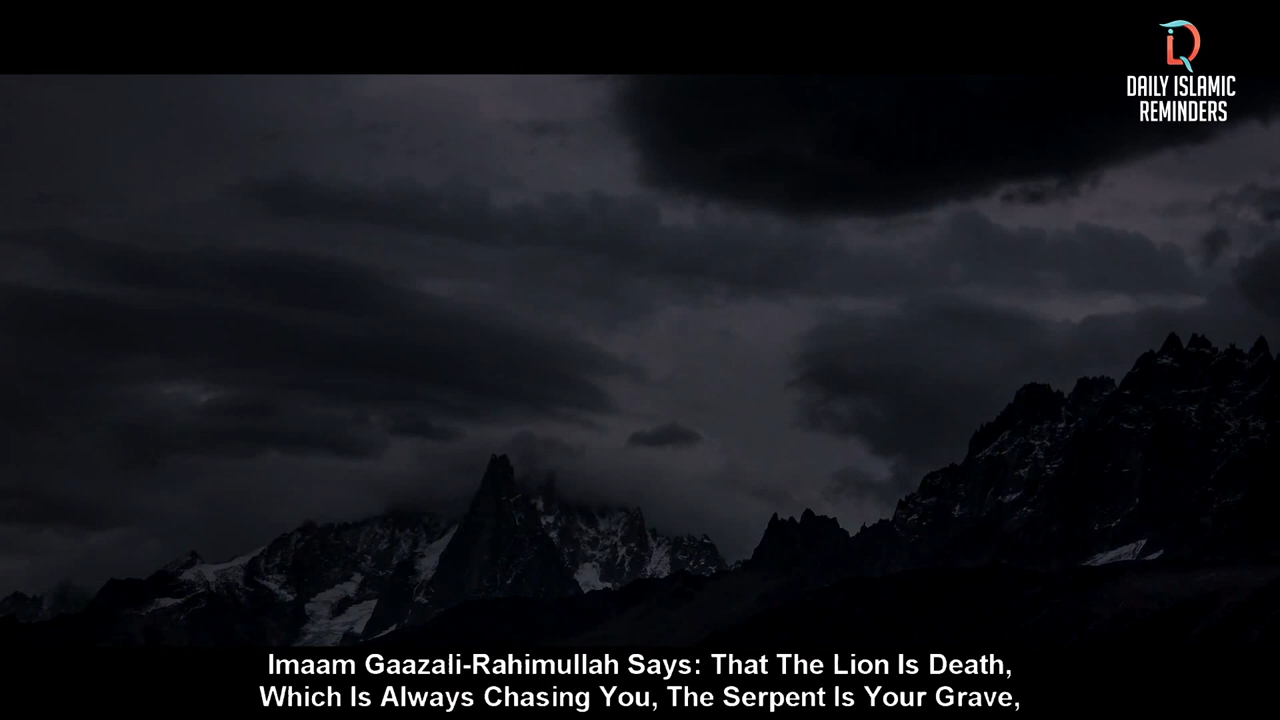 DAILY ISLAMIC
REMINDERS
Imaam Gaazali-Rahimullah Says: That The Lion Is Death,
Which Is Always Chasing You, The Serpent Is Your Grave,